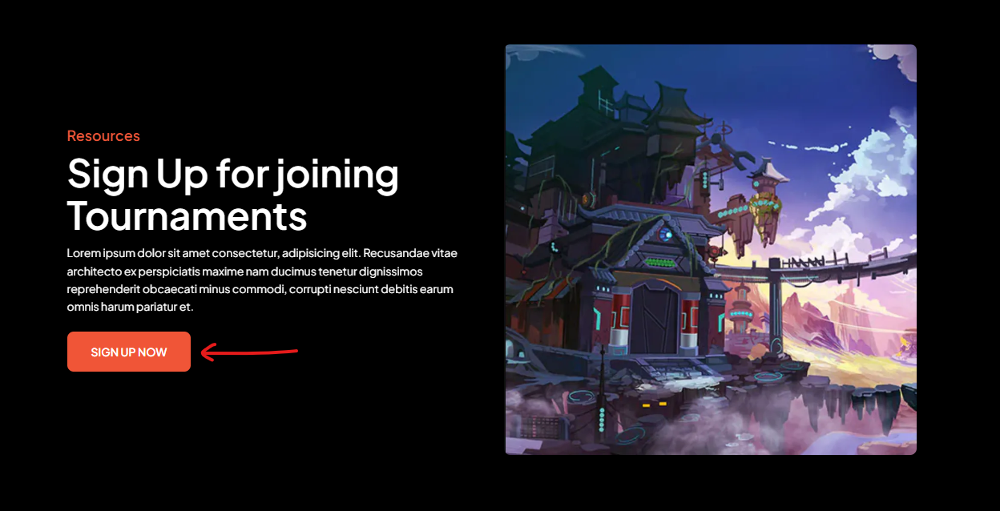 Resources
Sign Up for joining
Tournaments
Lorem ipsum dolor sit amet consectetur, adipisicing elit. Recusandae vitae
architecto ex perspiciatis maxime nam ducimus tenetur dignissimos
reprehenderit obcaecati minus commodi, corrupti nesciunt debitis earum
omnis harum pariatur et.
SIGN UP NOW